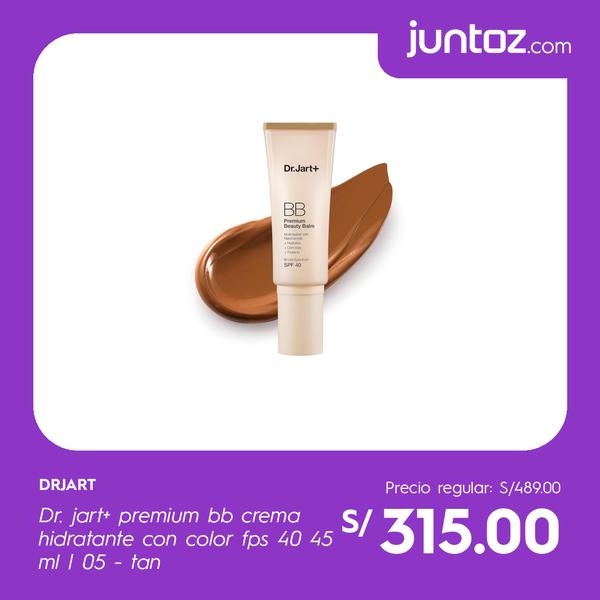 juntoz.com
Dr.Jart+
BB
Premium
Beauty Balm
SPF 40
DRJART
Dr. jart+ premium bb crema
hidratante con color fps 40 45
ml | 05 - tan
Precio regular: S/489.00
S/ 315.00